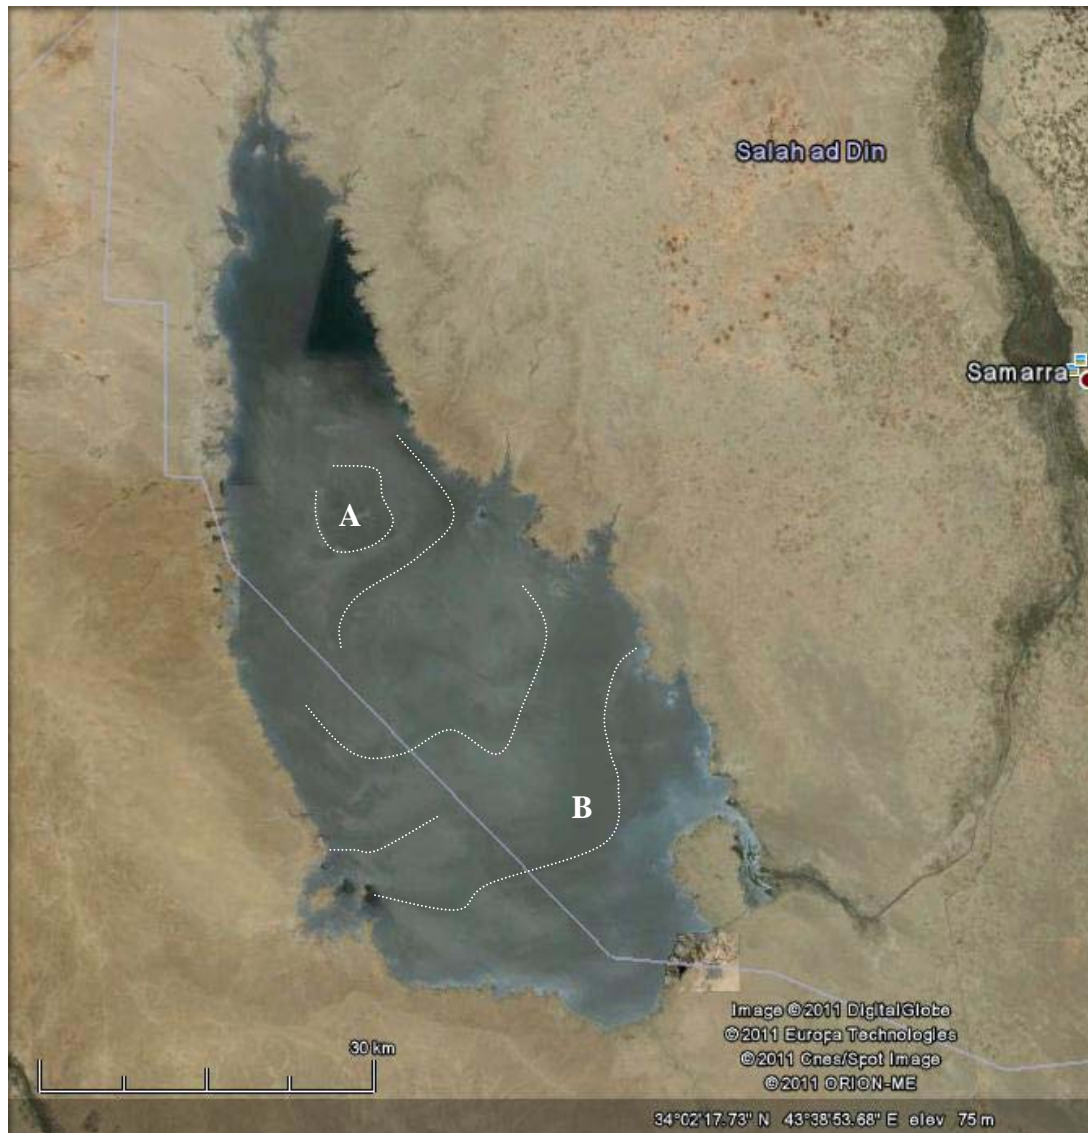 Salah ad Din
Samarra
A
B
30 km
Image © 2011 DigitalGlobe
© 2011 Europa Technologies
© 2011 Cnes/Spot Image
© 2011 ORION-ME
34°02'17.73" N 43°38'53.68" E elev 75 m